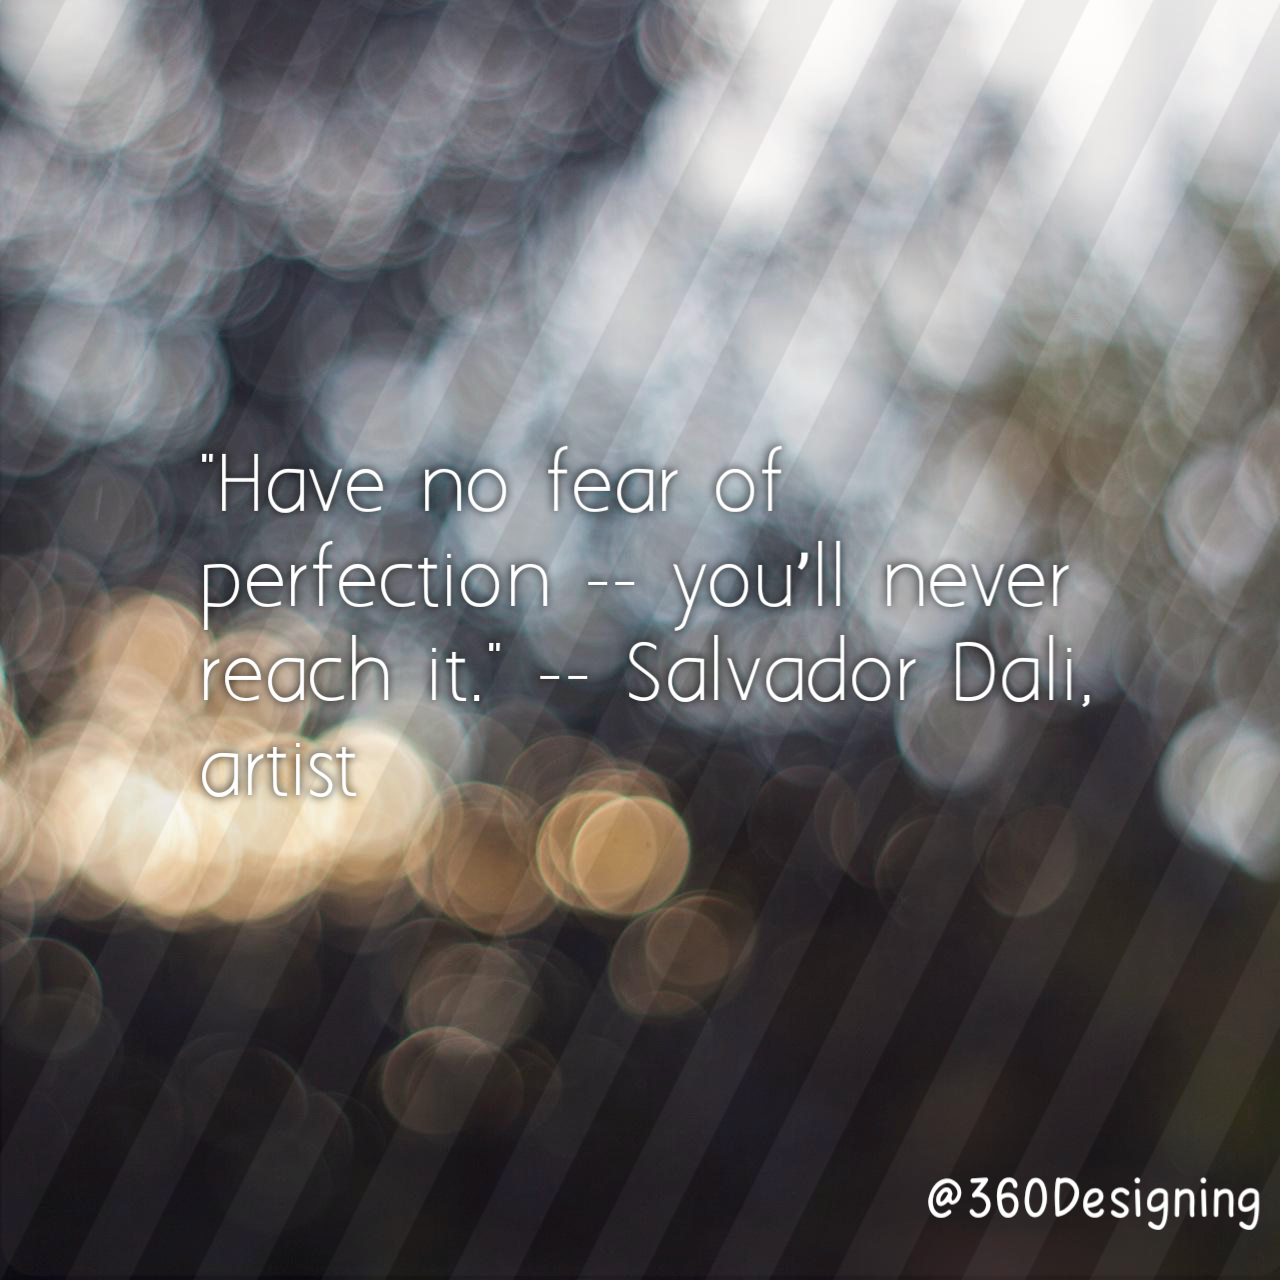 "Have no fear of
perfection -- you'll never
reach it." -- Salvador Dali,
artist
@360Designing